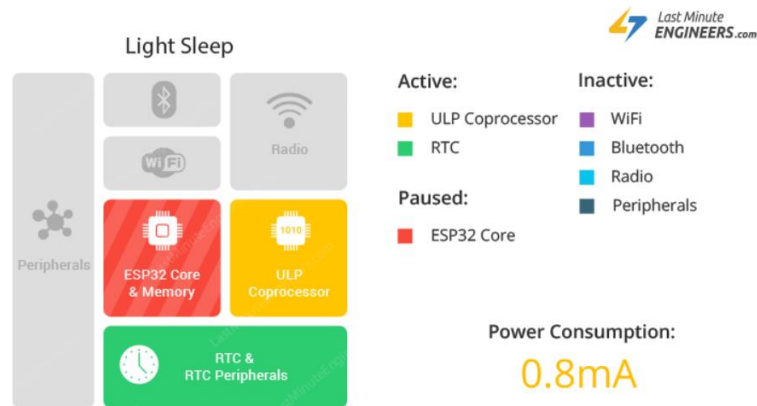 Last Minute
ENGINEERS.com
Light Sleep
Active:
Inactive:
ULP Coprocessor
WiFi
RTC
Bluetooth
Radio
Paused:
Peripherals
ESP32 Core
Radio
WiFi
Peripherals
ESP32 Core
& Memory
1010
ULP
Coprocessor
RTC &
RTC Peripherals
Power Consumption:
0.8mA